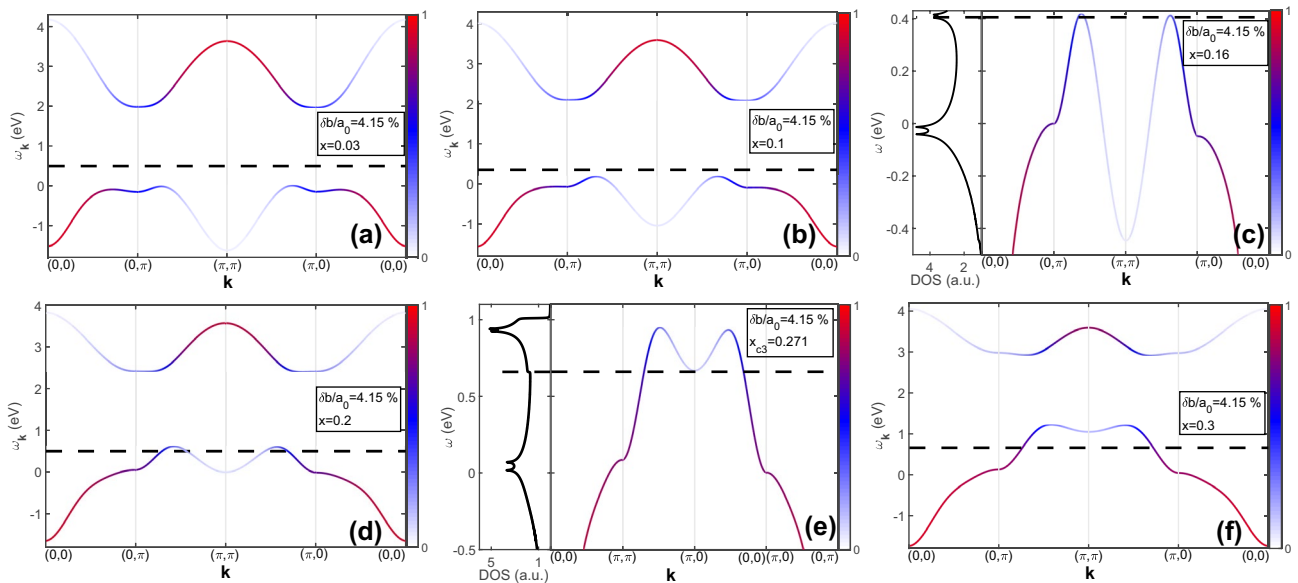 1
4
3
2
1
0
-1
ω_k (eV)
δb/a_0=4.15 %
x=0.03
(a)
0
(0,0)
(0,π)
(π,π)
(π,0)
(0,0)
k
1
4
3
2
1
0
-1
ω_k (eV)
δb/a_0=4.15 %
x=0.1
(b)
0
(0,0)
(0,π)
(π,π)
(π,0)
(0,0)
k
1
0.4
0.2
0
-0.2
-0.4
ω (eV)
δb/a_0=4.15 %
x=0.16
(c)
0
4
2
(0,0)
(0,π)
(π,π)
(π,0)
(0,0)
DOS (a.u.)
k
1
4
3
2
1
0
-1
ω_k (eV)
δb/a_0=4.15 %
x=0.2
(d)
0
(0,0)
(0,π)
(π,π)
(π,0)
(0,0)
k
1
1
0.5
0
-0.5
ω (eV)
δb/a_0=4.15 %
x_c3=0.271
(e)
0
5
1
(0,0)
(π,π)
(π,0)
(0,0)(π,0)
(0,π)
DOS (a.u.)
k
1
4
3
2
1
0
-1
ω_k (eV)
δb/a_0=4.15 %
x=0.3
(f)
0
(0,0)
(0,π)
(π,π)
(π,0)
(0,0)
k